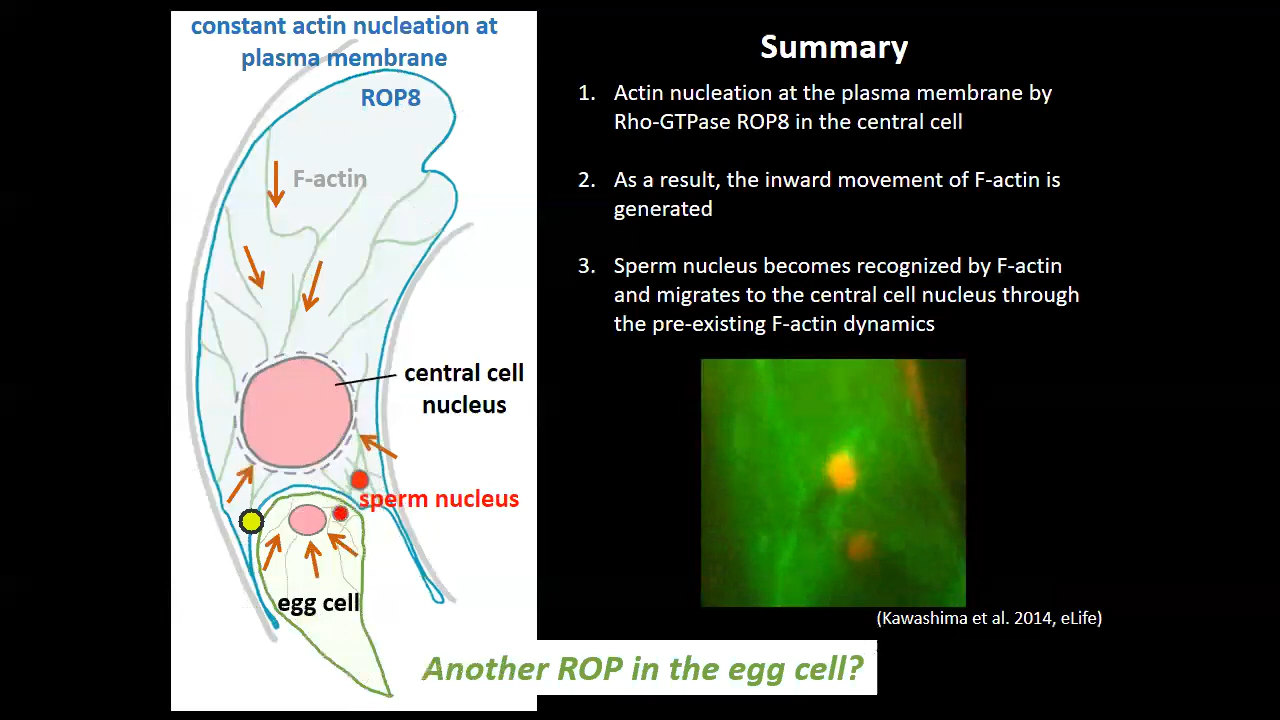 constant actin nucleation at
plasma membrane
ROP8
F-actin
central cell
nucleus
sperm nucleus
egg cell
Summary
1. Actin nucleation at the plasma membrane by
Rho-GTPase ROP8 in the central cell
2. As a result, the inward movement of F-actin is
generated
3. Sperm nucleus becomes recognized by F-actin
and migrates to the central cell nucleus through
the pre-existing F-actin dynamics
(Kawashima et al. 2014, eLife)
Another ROP in the egg cell?